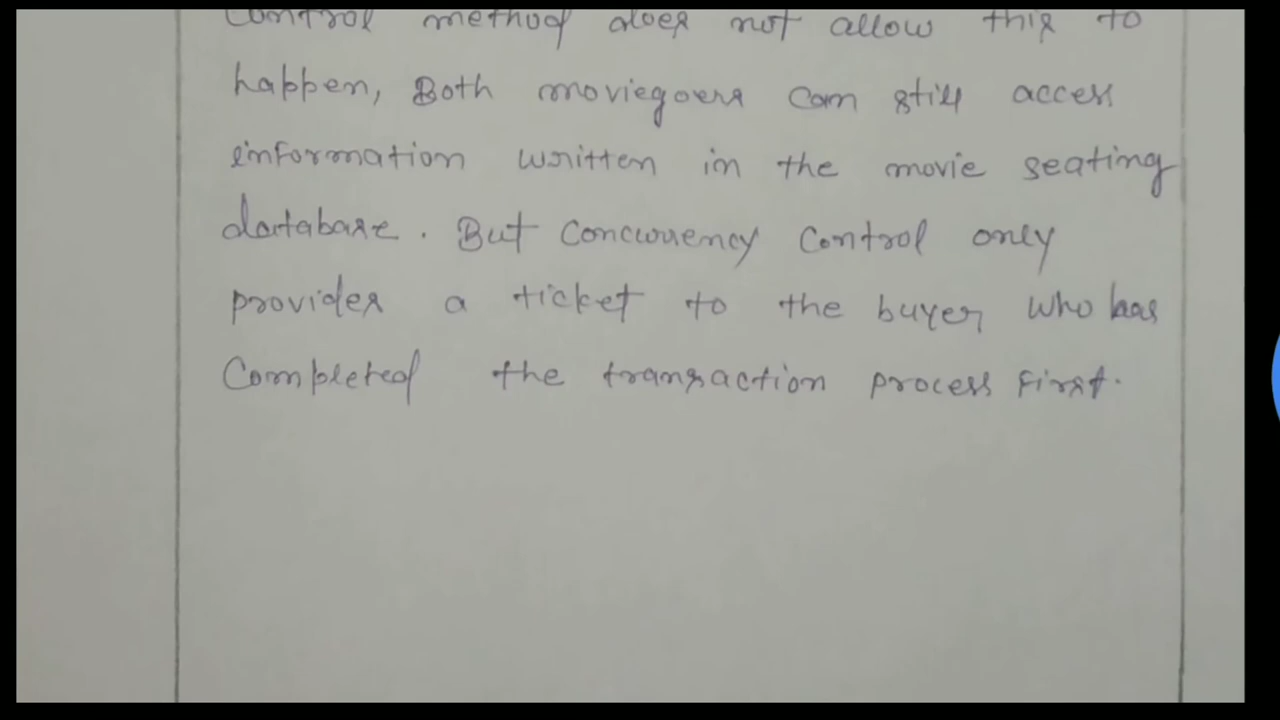 Control method does not allow this to
happen, Both moviegoers can still access
information written in the movie seating
database. But Concurrency Control only
provides a ticket to the buyer who has
Completed the transaction process first.